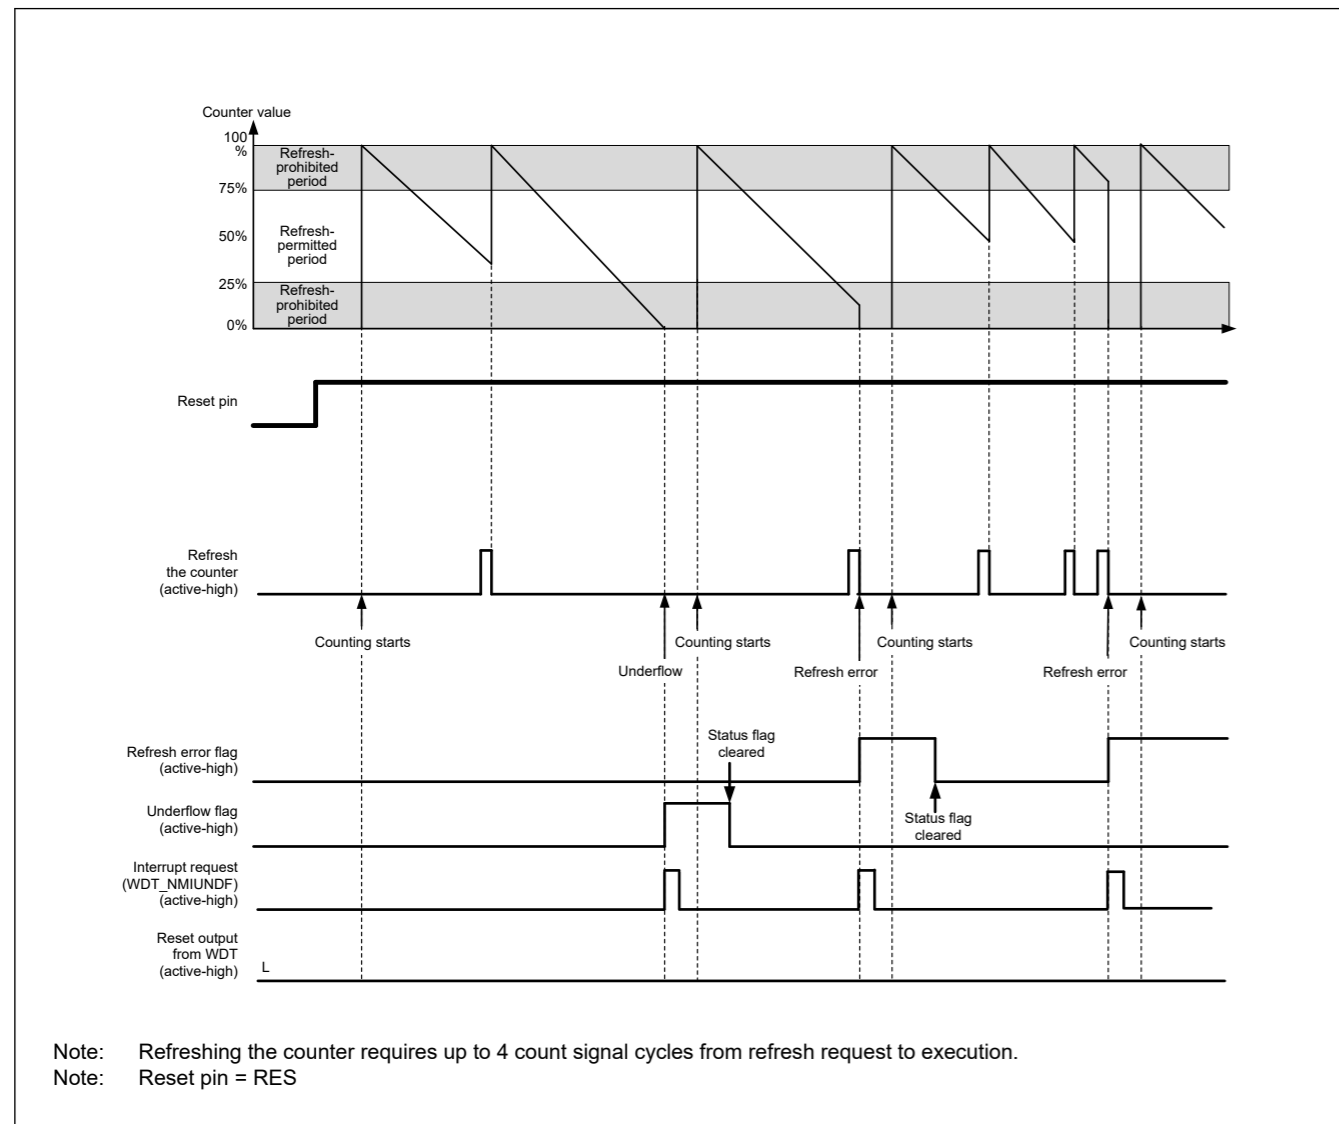 Counter value
100
%
Refresh-
prohibited
period
75%
50%
Refresh-
permitted
period
25%
Refresh-
prohibited
period
0%
Reset pin
Refresh
the counter
(active-high)
Counting starts
Counting starts
Counting starts
Counting starts
Underflow
Refresh error
Refresh error
Status flag
cleared
Refresh error flag
(active-high)
Underflow flag
(active-high)
Status flag
cleared
Interrupt request
(WDT_NMIUNDF)
(active-high)
Reset output
from WDT
(active-high)
L
Note: Refreshing the counter requires up to 4 count signal cycles from refresh request to execution.
Note: Reset pin = RES